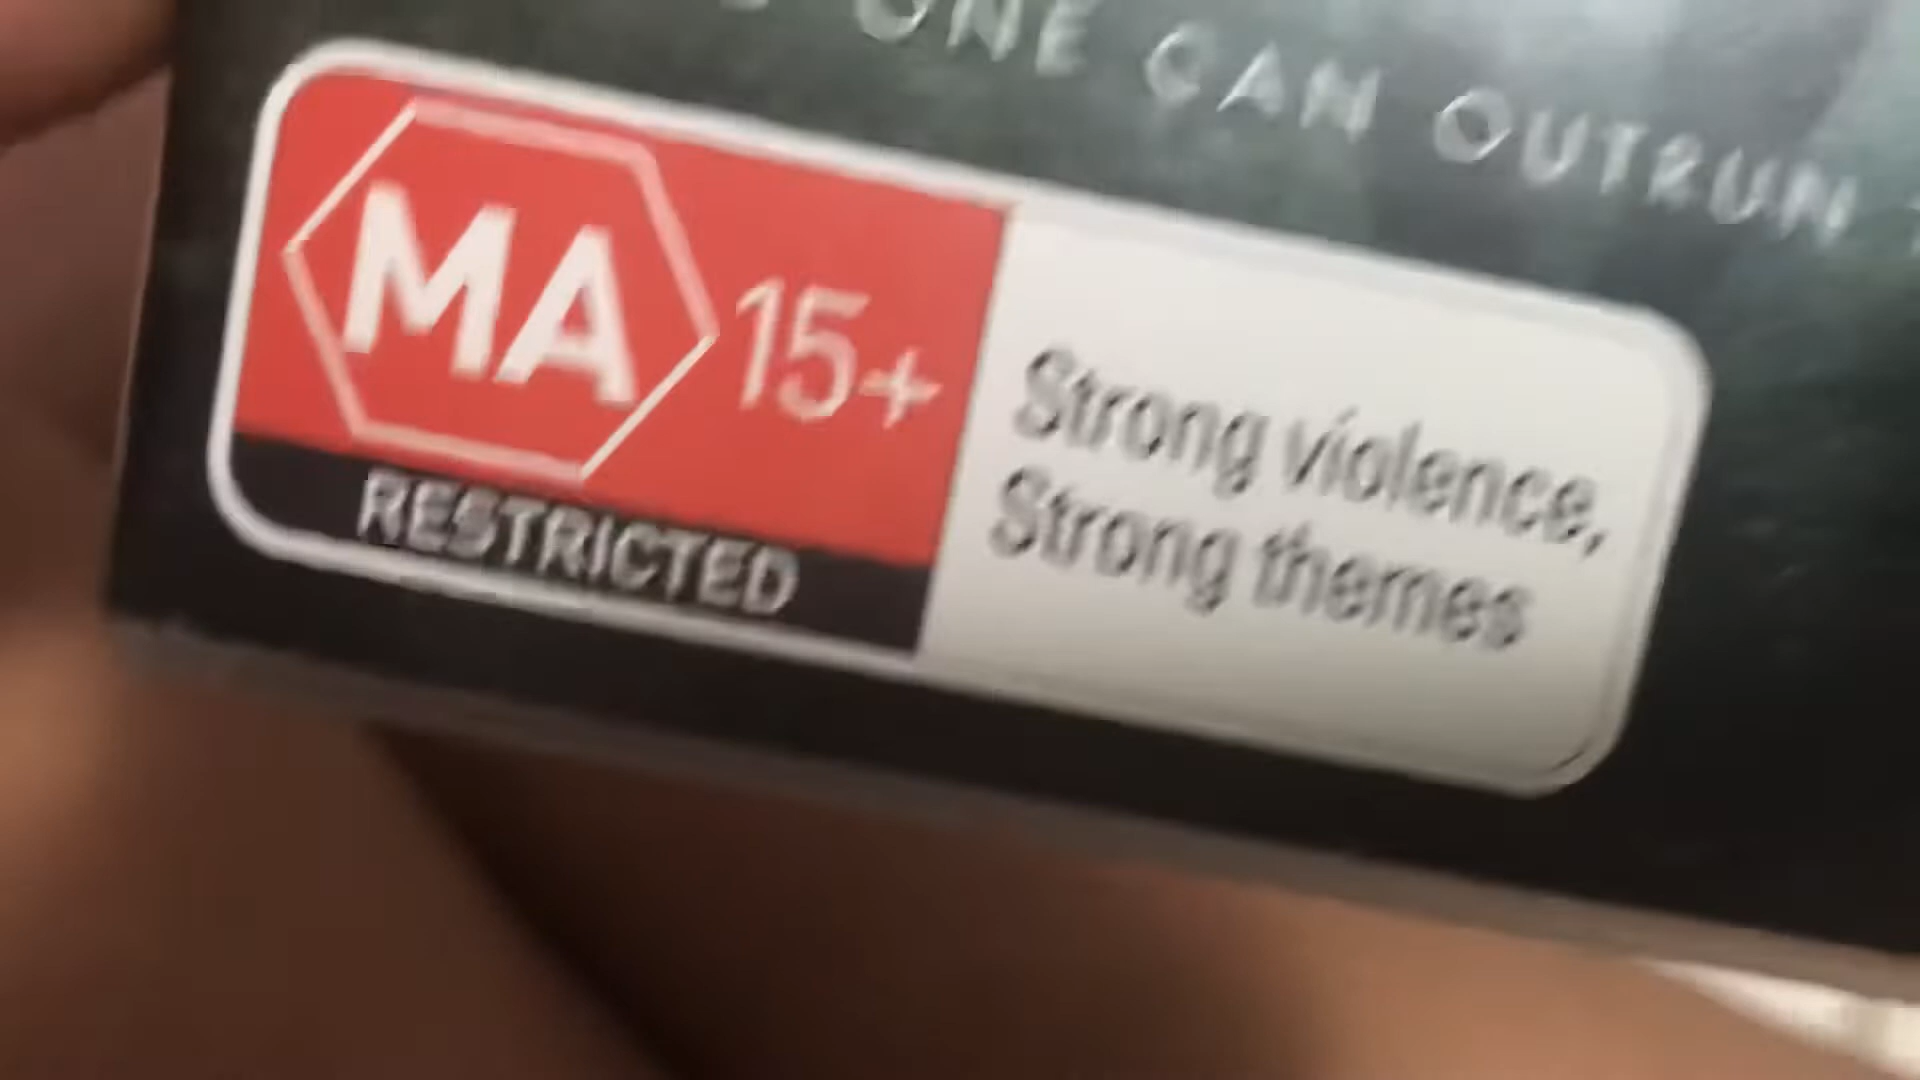 ONE CAN OUTRUN
MA 15+
RESTRICTED
Strong violence,
Strong themes